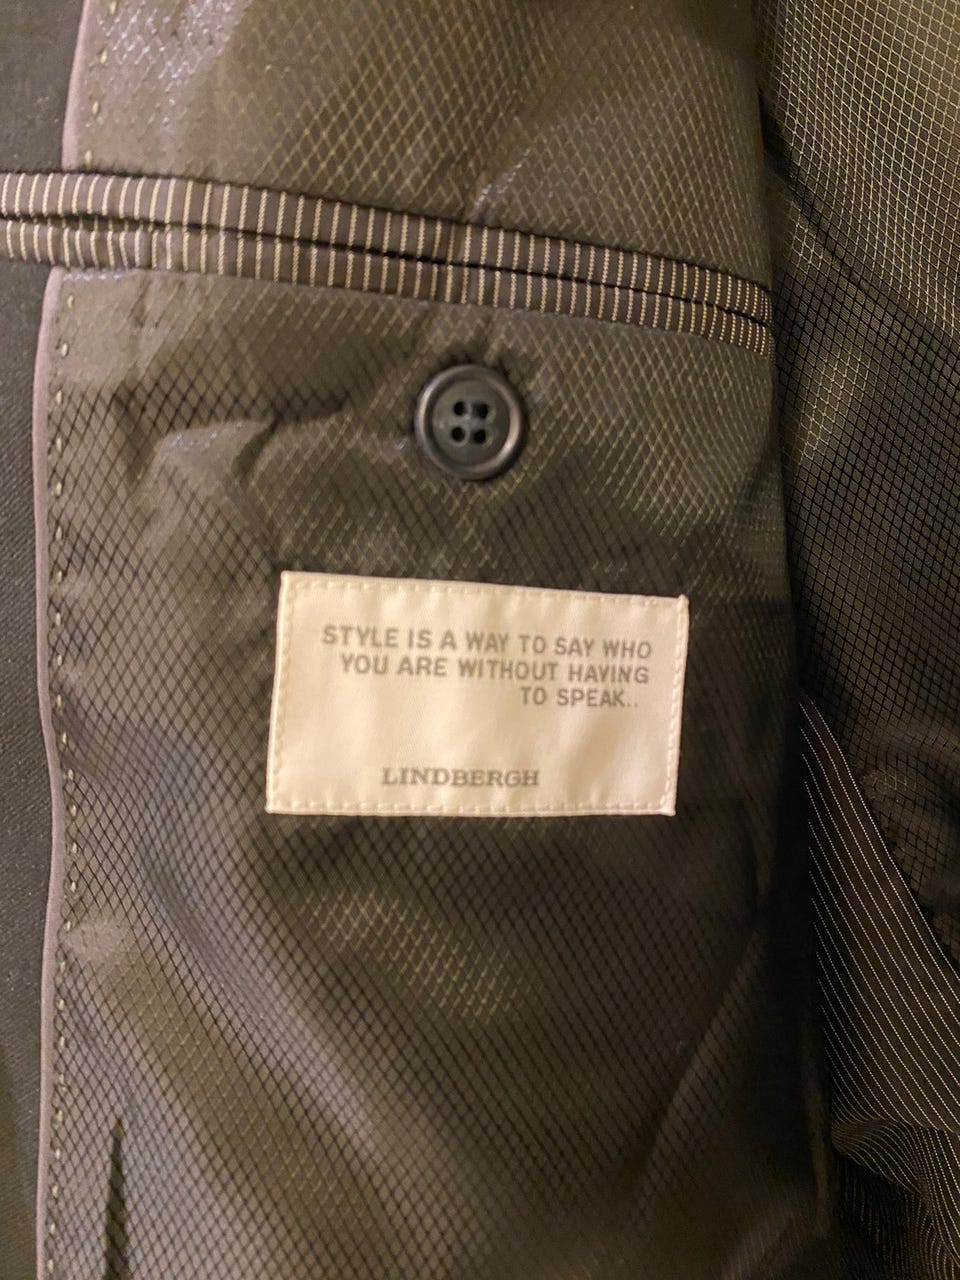 STYLE IS A WAY TO SAY WHO
YOU ARE WITHOUT HAVING
TO SPEAK..
LINDBERGH